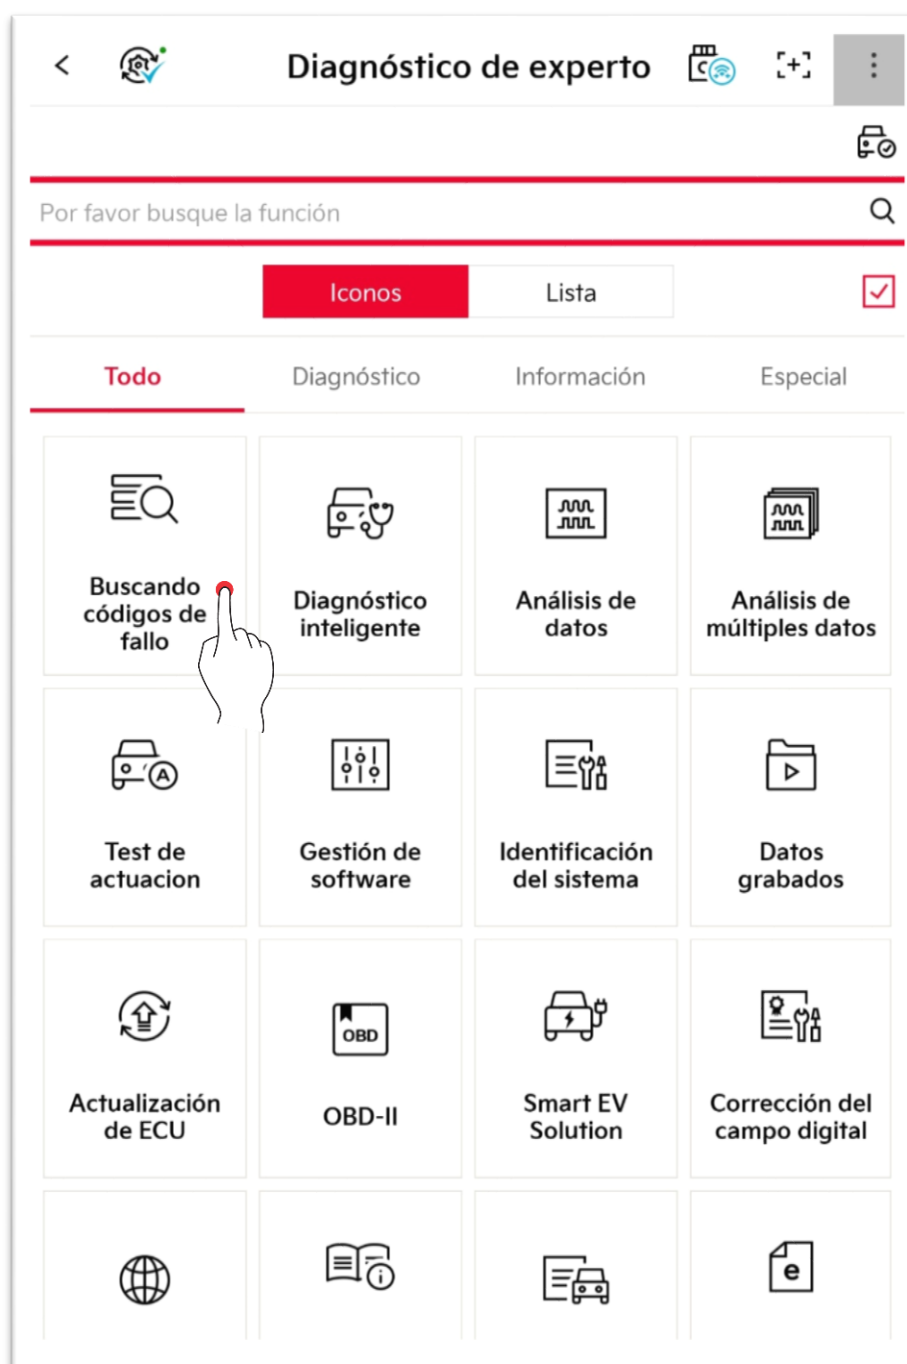 Diagnóstico de experto
Por favor busque la función
Iconos
Lista
Todo
Diagnóstico
Información
Especial
Buscando
códigos de
fallo
Diagnóstico
inteligente
Análisis de
datos
Análisis de
múltiples datos
A
Test de
actuacion
Gestión de
software
Identificación
del sistema
Datos
grabados
Actualización
de ECU
OBD
OBD-II
Smart EV
Solution
Corrección del
campo digital
i
e